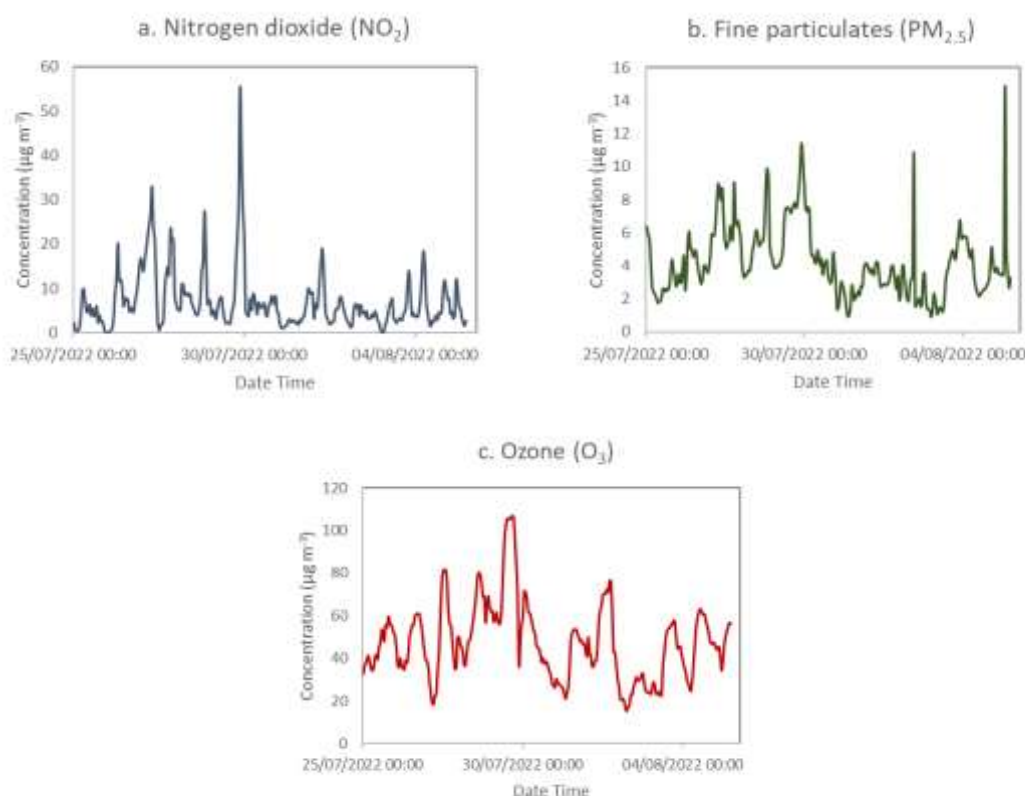 a. Nitrogen dioxide (NO₂)
60
50
40
30
20
10
0
Concentration (µg m⁻³)
25/07/2022 00:00 30/07/2022 00:00 04/08/2022 00:00
Date Time
b. Fine particulates (PM₂.₅)
16
14
12
10
8
6
4
2
0
Concentration (µg m⁻³)
25/07/2022 00:00 30/07/2022 00:00 04/08/2022 00:00
Date Time
c. Ozone (O₃)
120
100
80
60
40
20
0
Concentration (µg m⁻³)
25/07/2022 00:00 30/07/2022 00:00 04/08/2022 00:00
Date Time